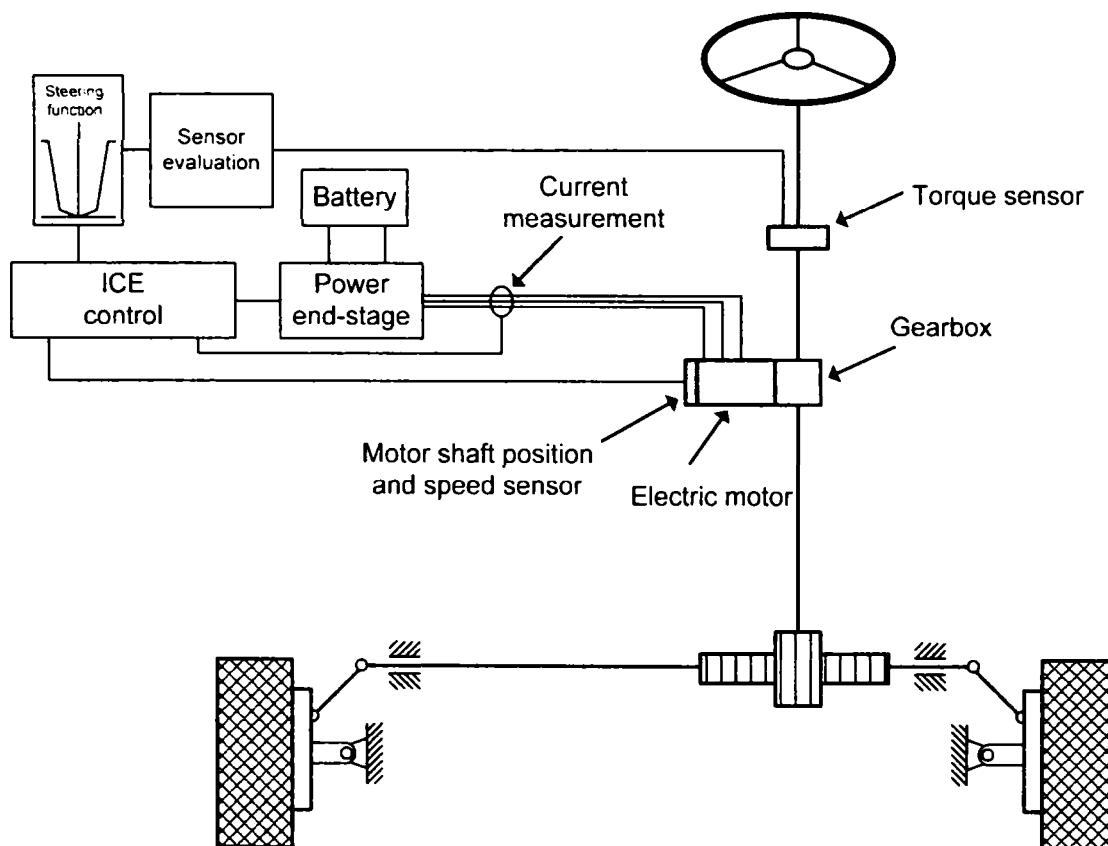 Steering
function
Sensor
evaluation
Battery
Current
measurement
Torque sensor
ICE
control
Power
end-stage
Gearbox
Motor shaft position
and speed sensor
Electric motor